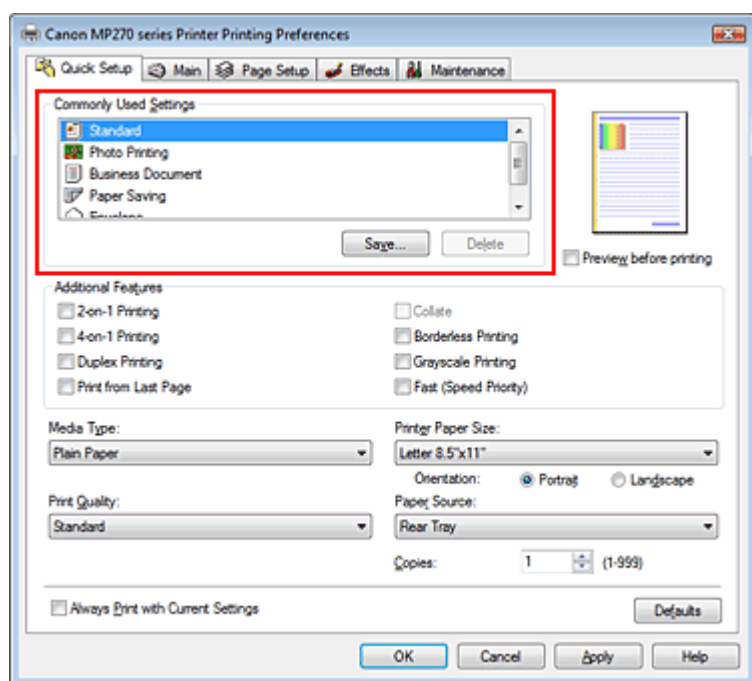 Canon MP270 series Printer Printing Preferences
Quick Setup Main Page Setup Effects Maintenance
Commonly Used Settings
Standard
Photo Printing
Business Document
Paper Saving
Envelope
Save... Delete
Preview before printing
Additional Features
2-on-1 Printing Collate
4-on-1 Printing Borderless Printing
Duplex Printing Grayscale Printing
Print from Last Page Fast (Speed Priority)
Media Type: Printer Paper Size:
Plain Paper Letter 8.5"x11"
Orientation: Portrait Landscape
Print Quality: Paper Source:
Standard Rear Tray
Copies: 1 (1-999)
Always Print with Current Settings Defaults
OK Cancel Apply Help